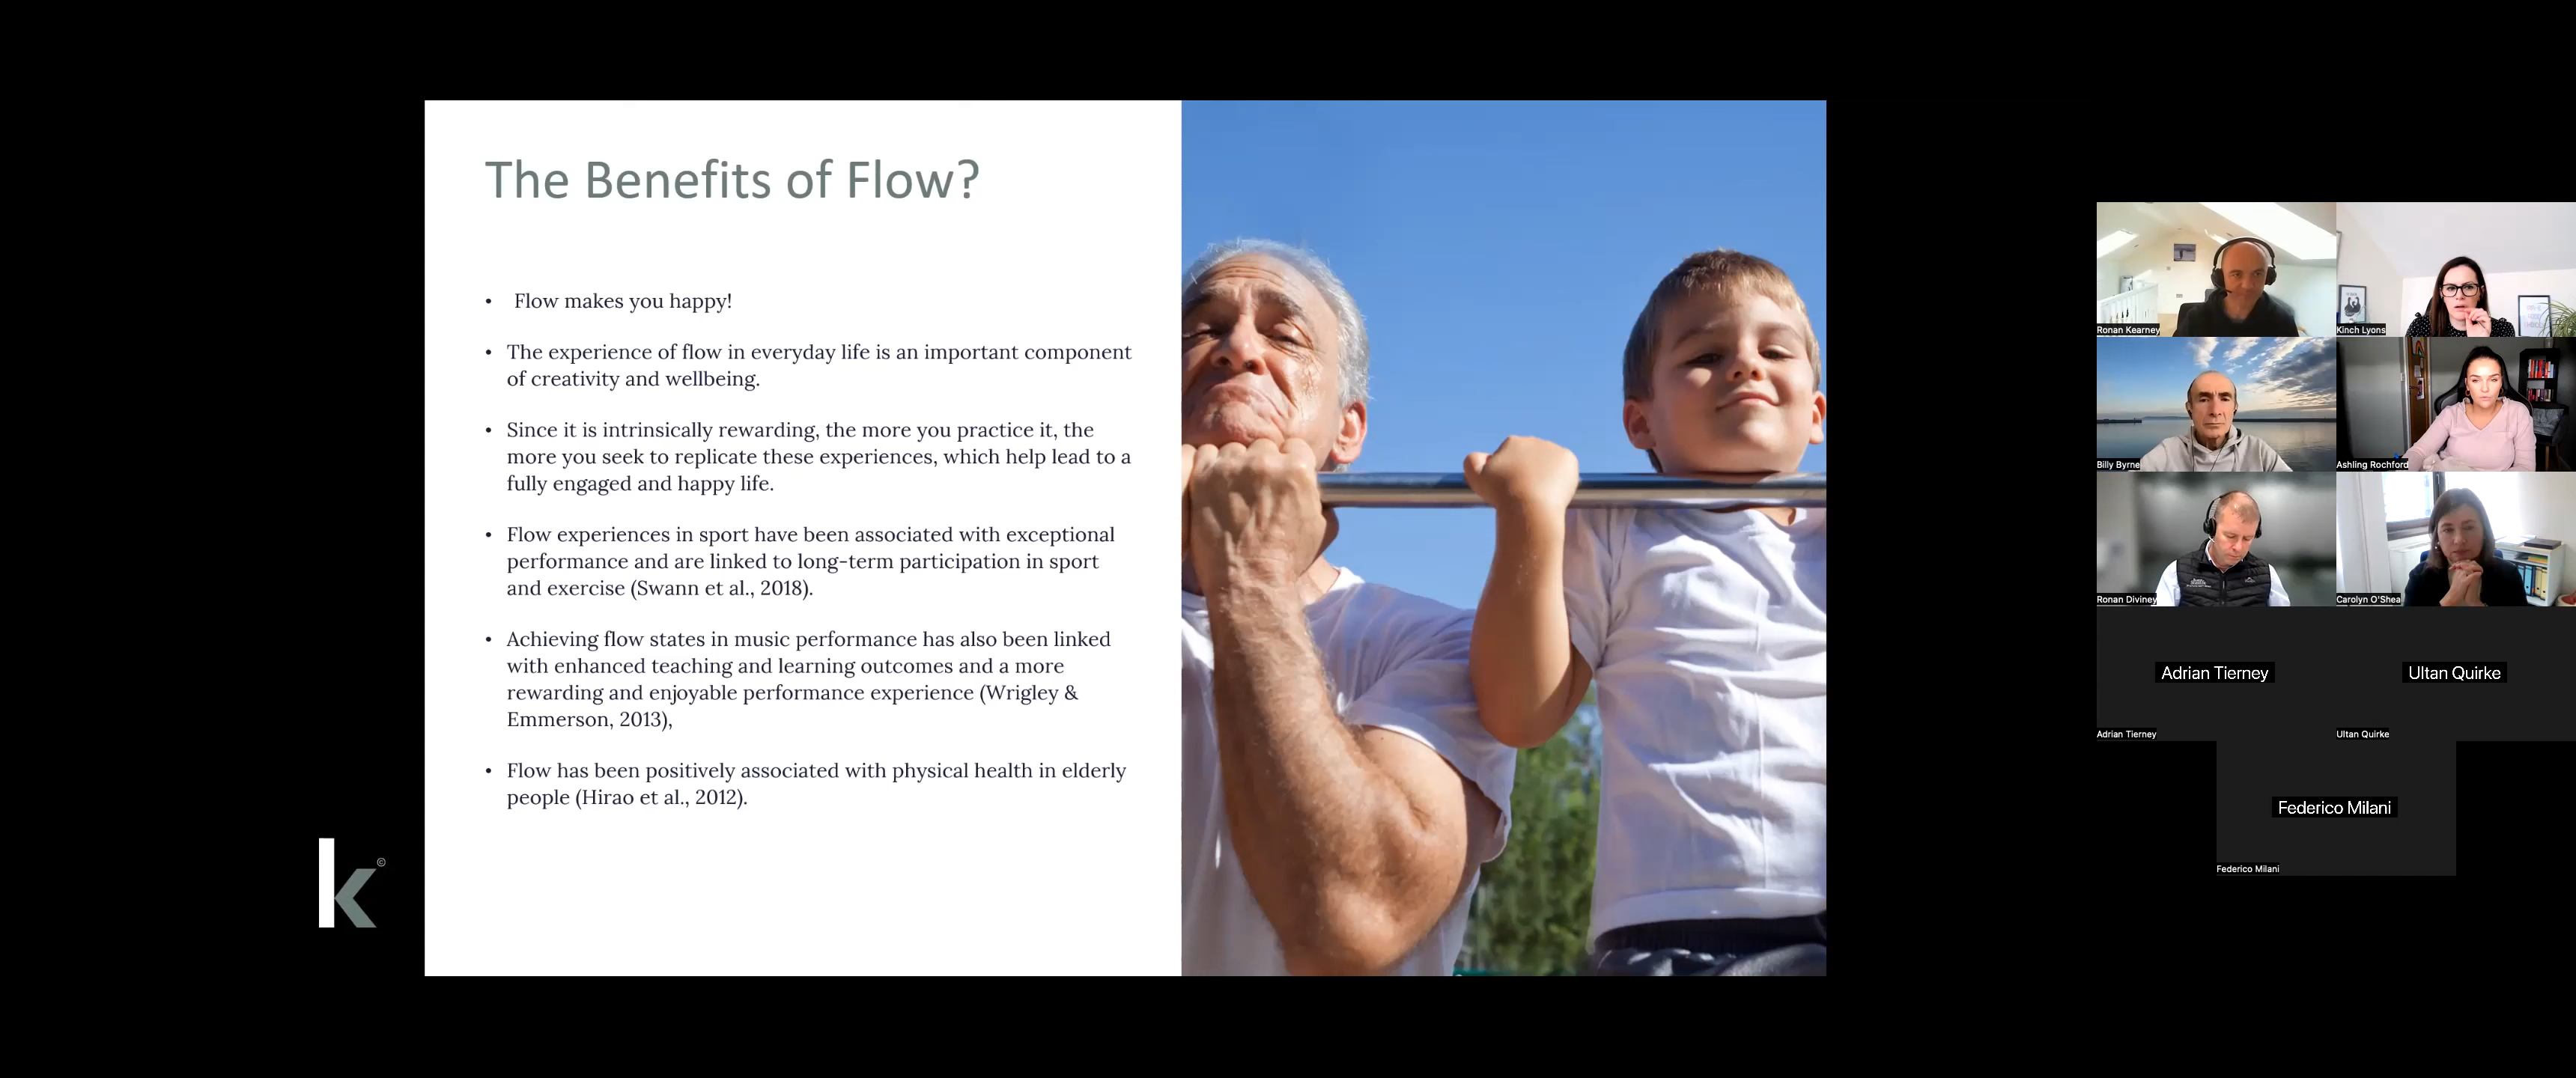 The Benefits of Flow?
• Flow makes you happy!
• The experience of flow in everyday life is an important component
of creativity and wellbeing.
• Since it is intrinsically rewarding, the more you practice it, the
more you seek to replicate these experiences, which help lead to a
fully engaged and happy life.
• Flow experiences in sport have been associated with exceptional
performance and are linked to long-term participation in sport
and exercise (Swann et al., 2018).
• Achieving flow states in music performance has also been linked
with enhanced teaching and learning outcomes and a more
rewarding and enjoyable performance experience (Wrigley &
Emmerson, 2013),
• Flow has been positively associated with physical health in elderly
people (Hirao et al., 2012).
k©
Ronan Kearney
Kinch Lyons
Billy Byrne
Ashling Rochford
Ronan Diviney
Carolyn O'Shea
Adrian Tierney
Adrian Tierney
Ultan Quirke
Ultan Quirke
Federico Milani
Federico Milani